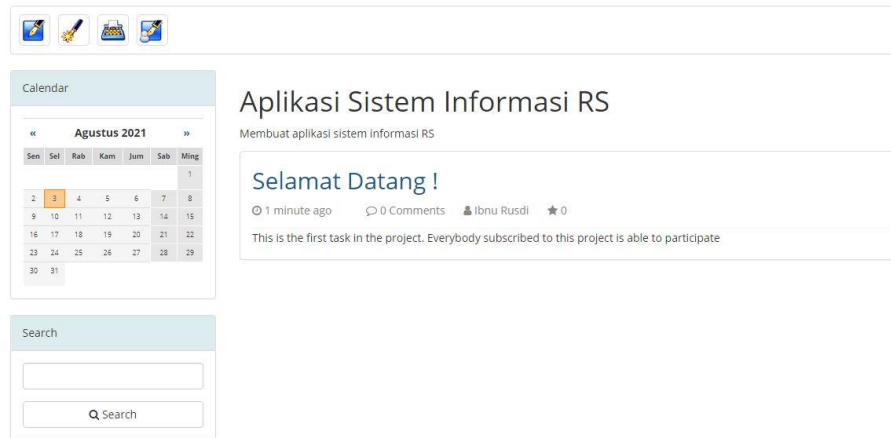 Calendar
« Agustus 2021 »
Sen Sel Rab Kam Jum Sab Ming
1
2 3 4 5 6 7 8
9 10 11 12 13 14 15
16 17 18 19 20 21 22
23 24 25 26 27 28 29
30 31
Search
Search
Aplikasi Sistem Informasi RS
Membuat aplikasi sistem informasi RS
Selamat Datang !
1 minute ago 0 Comments Ibnu Rusdi 0
This is the first task in the project. Everybody subscribed to this project is able to participate